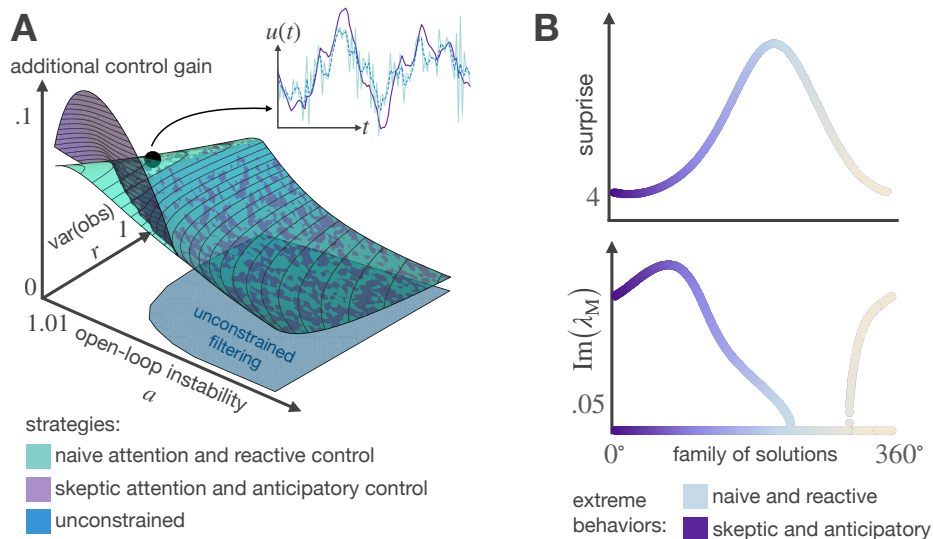 A
additional control gain
.1
u(t)
t
var(obs)
r
1
0
1.01
open-loop instability
a
unconstrained
filtering
strategies:
naive attention and reactive control
skeptic attention and anticipatory control
unconstrained
B
surprise
4
Im(λM)
.05
0°
family of solutions
360°
extreme
behaviors:
naive and reactive
skeptic and anticipatory